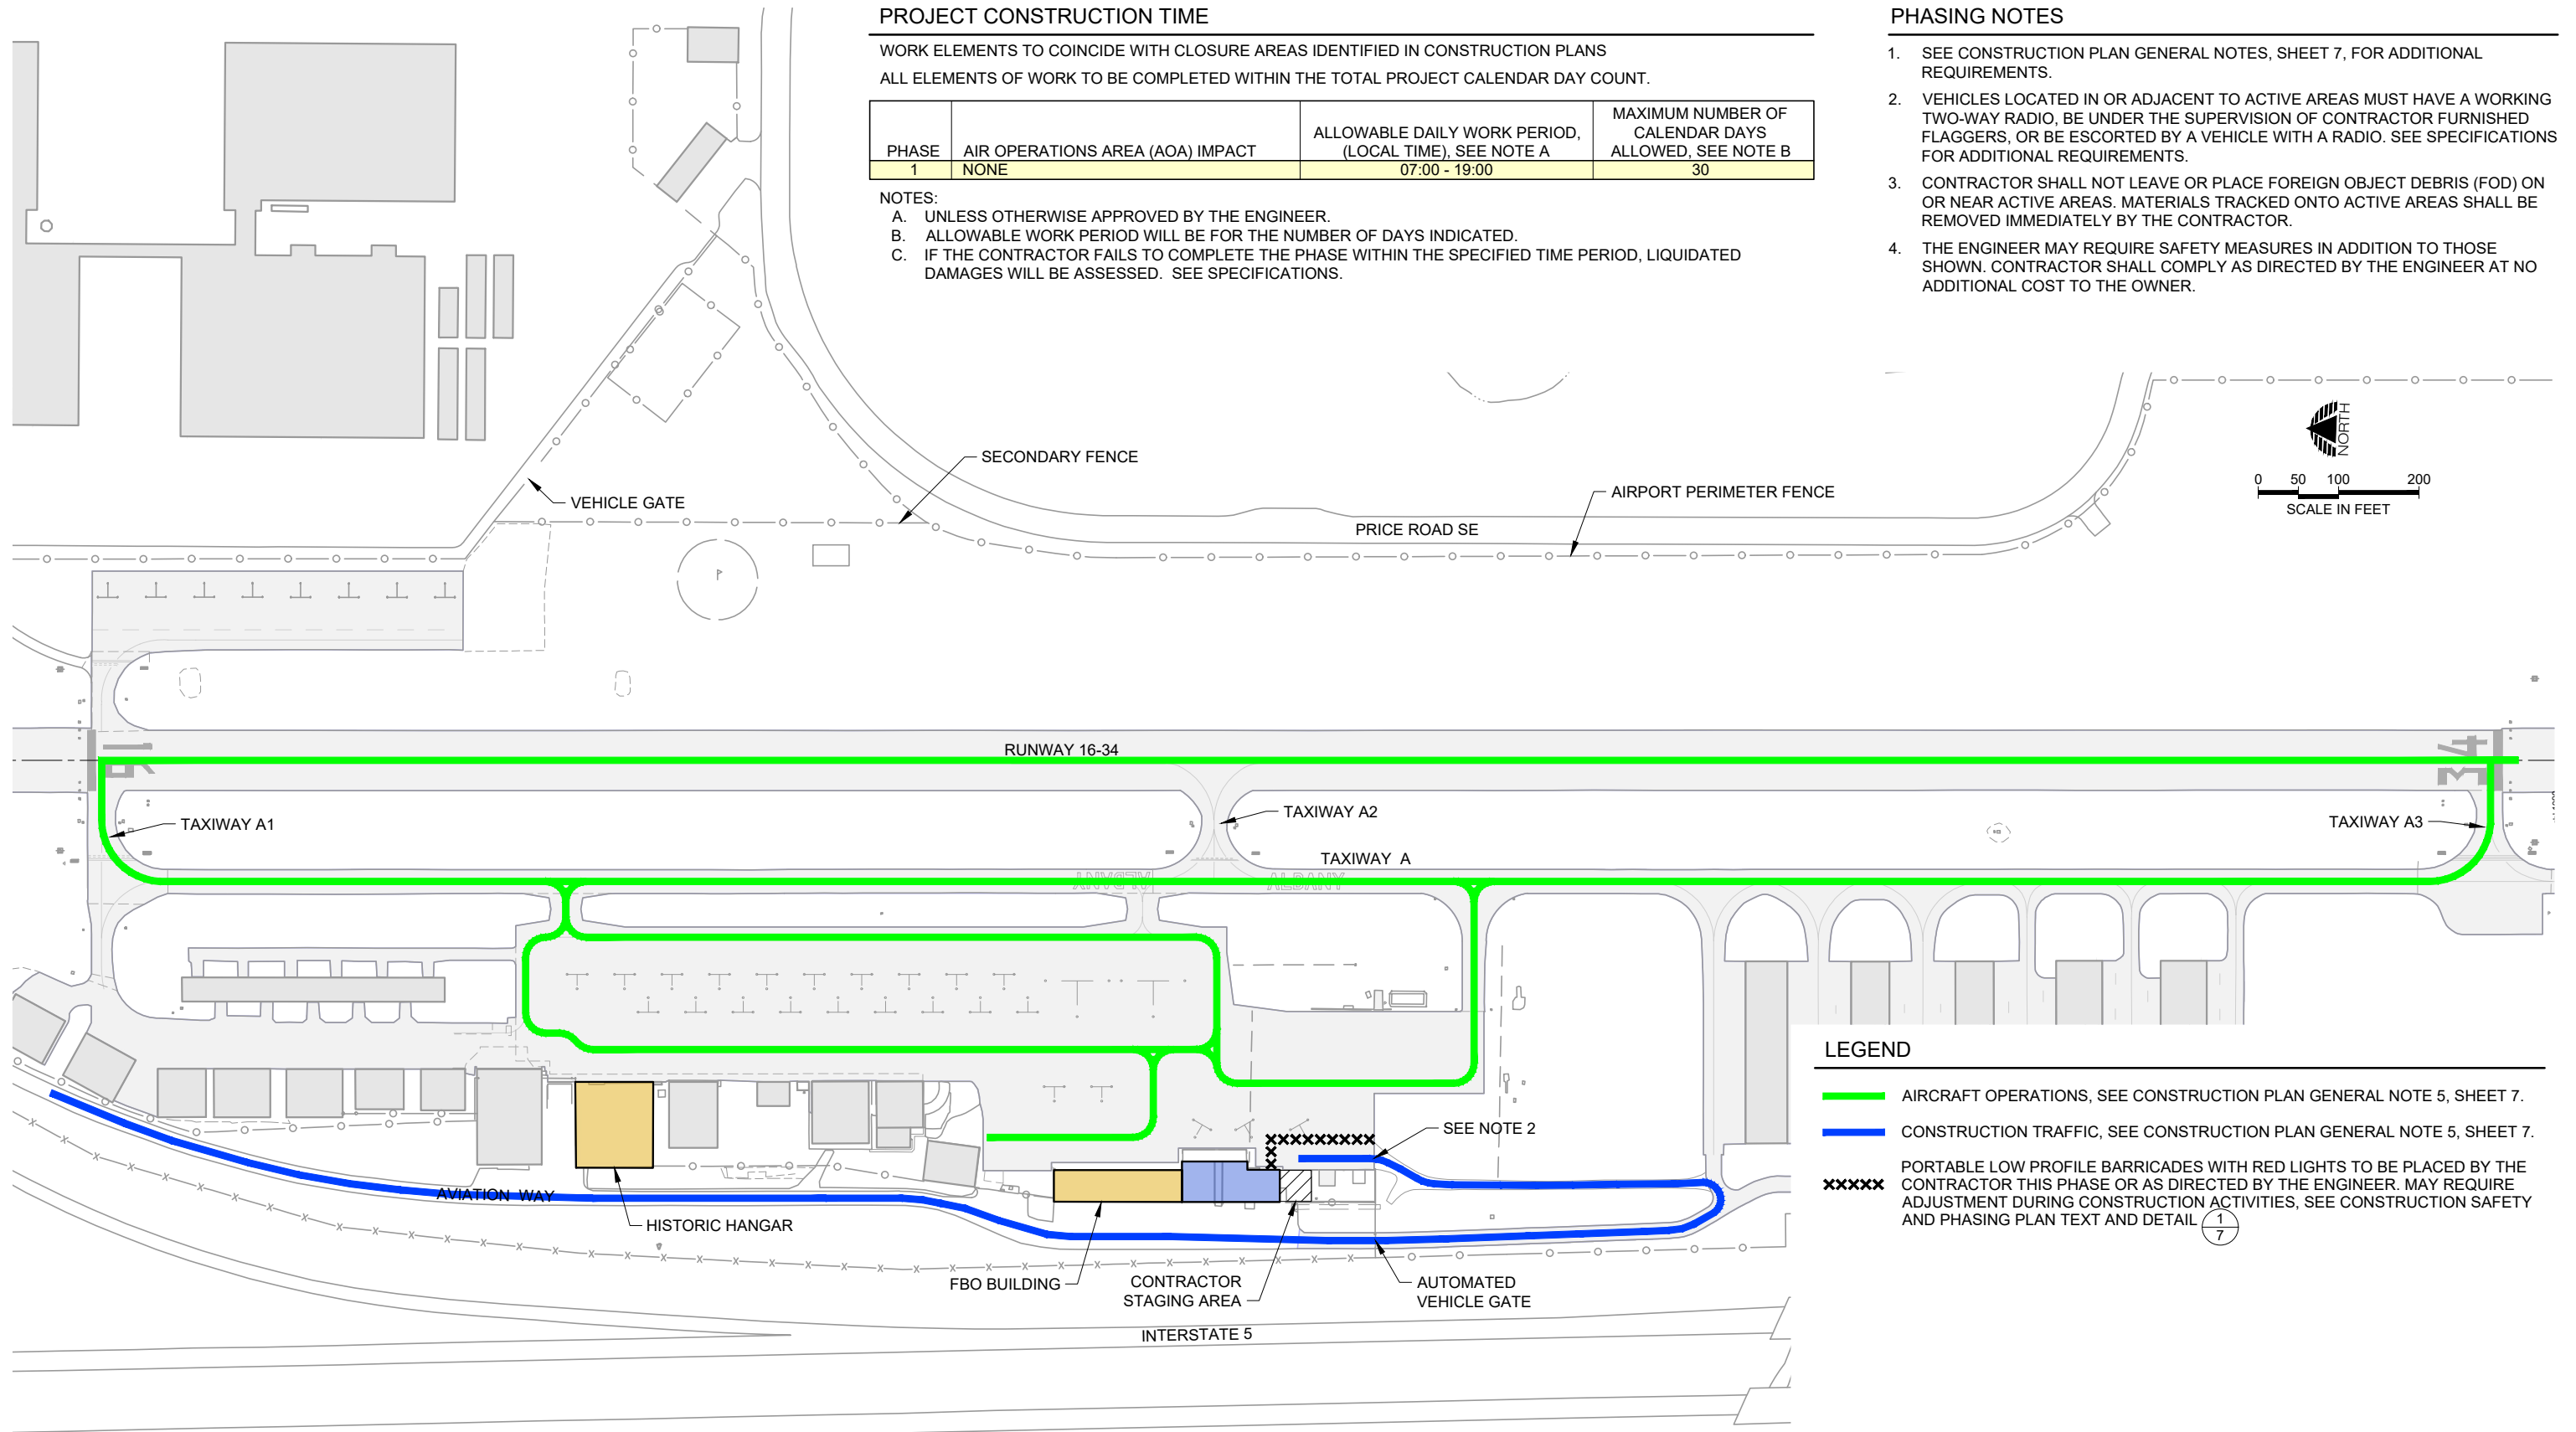 PROJECT CONSTRUCTION TIME
WORK ELEMENTS TO COINCIDE WITH CLOSURE AREAS IDENTIFIED IN CONSTRUCTION PLANS
ALL ELEMENTS OF WORK TO BE COMPLETED WITHIN THE TOTAL PROJECT CALENDAR DAY COUNT.
PHASE
AIR OPERATIONS AREA (AOA) IMPACT
ALLOWABLE DAILY WORK PERIOD,
(LOCAL TIME), SEE NOTE A
MAXIMUM NUMBER OF
CALENDAR DAYS
ALLOWED, SEE NOTE B
1 NONE 07:00 - 19:00 30
NOTES:
A. UNLESS OTHERWISE APPROVED BY THE ENGINEER.
B. ALLOWABLE WORK PERIOD WILL BE FOR THE NUMBER OF DAYS INDICATED.
C. IF THE CONTRACTOR FAILS TO COMPLETE THE PHASE WITHIN THE SPECIFIED TIME PERIOD, LIQUIDATED
DAMAGES WILL BE ASSESSED. SEE SPECIFICATIONS.
PHASING NOTES
1. SEE CONSTRUCTION PLAN GENERAL NOTES, SHEET 7, FOR ADDITIONAL
REQUIREMENTS.
2. VEHICLES LOCATED IN OR ADJACENT TO ACTIVE AREAS MUST HAVE A WORKING
TWO-WAY RADIO, BE UNDER THE SUPERVISION OF CONTRACTOR FURNISHED
FLAGGERS, OR BE ESCORTED BY A VEHICLE WITH A RADIO. SEE SPECIFICATIONS
FOR ADDITIONAL REQUIREMENTS.
3. CONTRACTOR SHALL NOT LEAVE OR PLACE FOREIGN OBJECT DEBRIS (FOD) ON
OR NEAR ACTIVE AREAS. MATERIALS TRACKED ONTO ACTIVE AREAS SHALL BE
REMOVED IMMEDIATELY BY THE CONTRACTOR.
4. THE ENGINEER MAY REQUIRE SAFETY MEASURES IN ADDITION TO THOSE
SHOWN. CONTRACTOR SHALL COMPLY AS DIRECTED BY THE ENGINEER AT NO
ADDITIONAL COST TO THE OWNER.
NORTH
0 50 100 200
SCALE IN FEET
SECONDARY FENCE
VEHICLE GATE
AIRPORT PERIMETER FENCE
PRICE ROAD SE
RUNWAY 16-34
34
TAXIWAY A1
TAXIWAY A2
TAXIWAY A3
TAXIWAY A
ALBANY
ALBANY
SEE NOTE 2
AVIATION WAY
HISTORIC HANGAR
FBO BUILDING
CONTRACTOR
STAGING AREA
AUTOMATED
VEHICLE GATE
INTERSTATE 5
LEGEND
AIRCRAFT OPERATIONS, SEE CONSTRUCTION PLAN GENERAL NOTE 5, SHEET 7.
CONSTRUCTION TRAFFIC, SEE CONSTRUCTION PLAN GENERAL NOTE 5, SHEET 7.
PORTABLE LOW PROFILE BARRICADES WITH RED LIGHTS TO BE PLACED BY THE
CONTRACTOR THIS PHASE OR AS DIRECTED BY THE ENGINEER. MAY REQUIRE
ADJUSTMENT DURING CONSTRUCTION ACTIVITIES, SEE CONSTRUCTION SAFETY
AND PHASING PLAN TEXT AND DETAIL 1
7